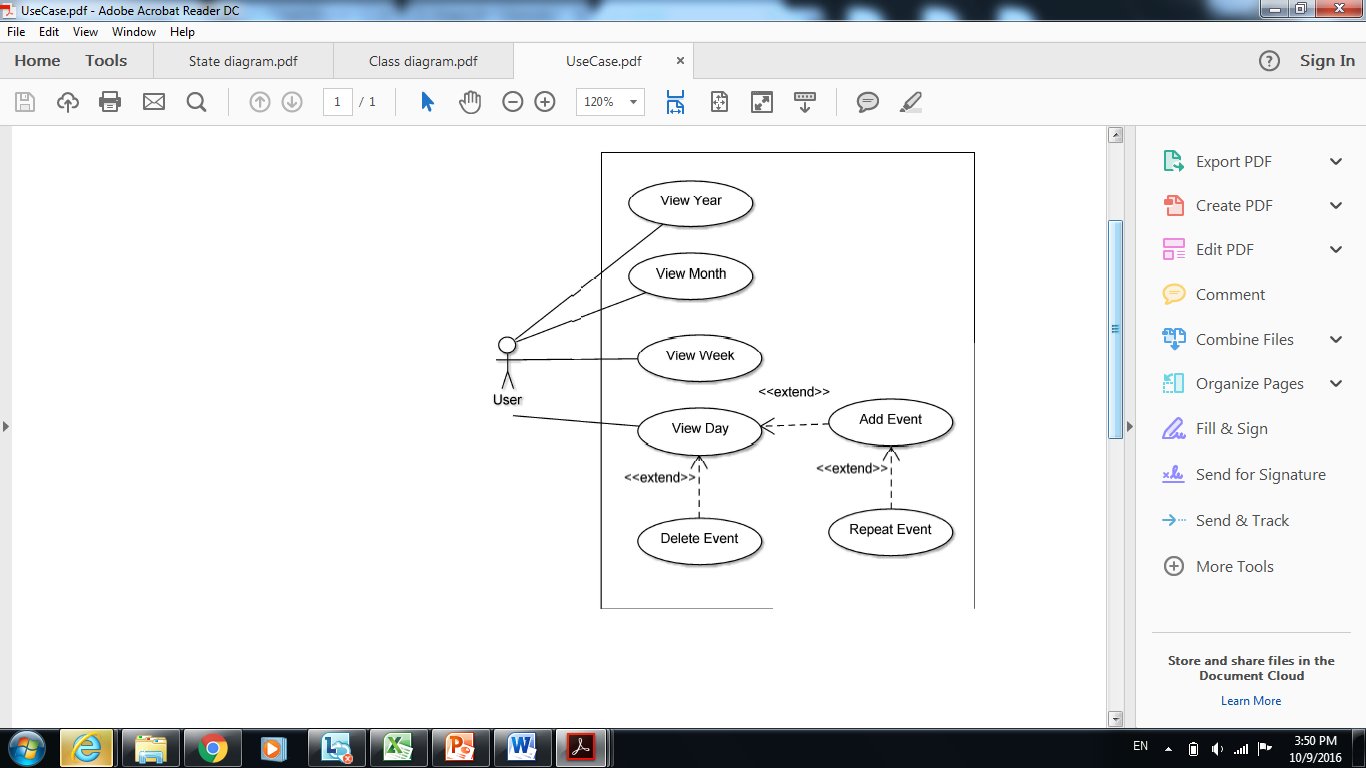 UseCase.pdf - Adobe Acrobat Reader DC
File Edit View Window Help
Home Tools State diagram.pdf Class diagram.pdf UseCase.pdf × Sign In
1 / 1 120%
View Year
View Month
View Week
User
<<extend>>
View Day
Add Event
<<extend>>
<<extend>>
Delete Event
Repeat Event
Export PDF
Create PDF
Edit PDF
Comment
Combine Files
Organize Pages
Fill & Sign
Send for Signature
Send & Track
More Tools
Store and share files in the
Document Cloud
Learn More
EN
3:50 PM
10/9/2016